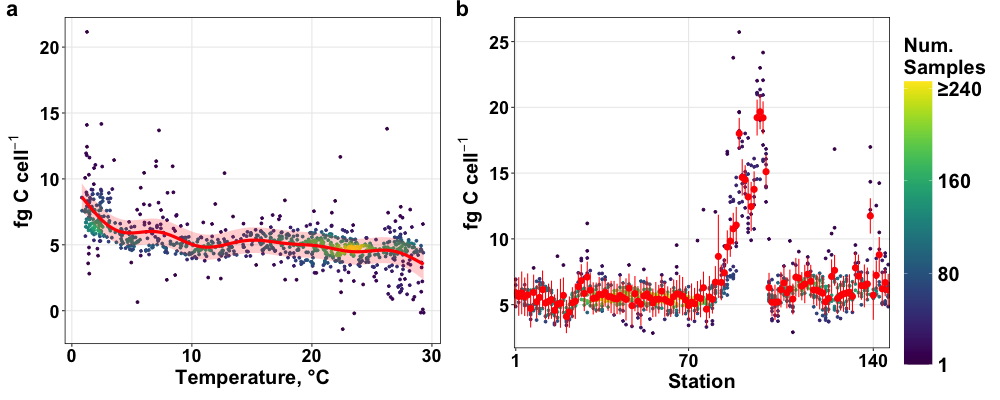 a
fg C cell⁻¹
20
15
10
5
0
0 10 20 30
Temperature, °C
b
fg C cell⁻¹
25
20
15
10
5
1 70 140
Station
Num.
Samples
≥240
160
80
1